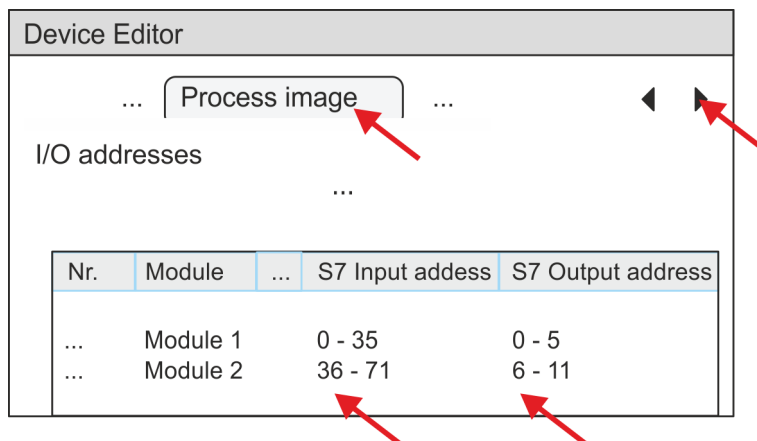 Device Editor
... Process image ...
I/O addresses
...
Nr. Module ... S7 Input addess S7 Output address
... Module 1 0 - 35 0 - 5
... Module 2 36 - 71 6 - 11